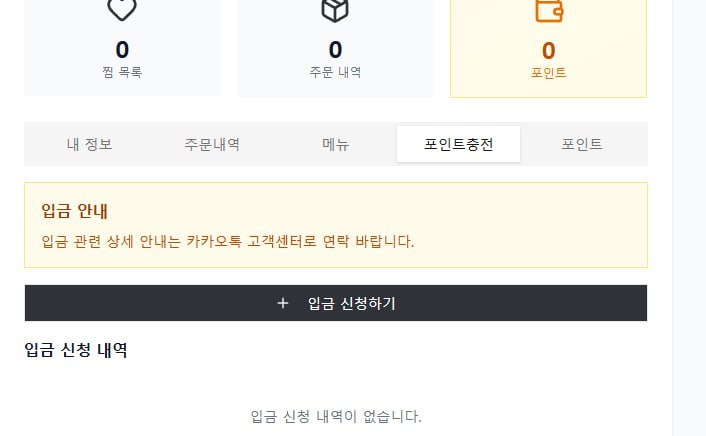 0
찜 목록
0
주문 내역
0
포인트
내 정보 주문내역 메뉴 포인트충전 포인트
입금 안내
입금 관련 상세 안내는 카카오톡 고객센터로 연락 바랍니다.
+ 입금 신청하기
입금 신청 내역
입금 신청 내역이 없습니다.